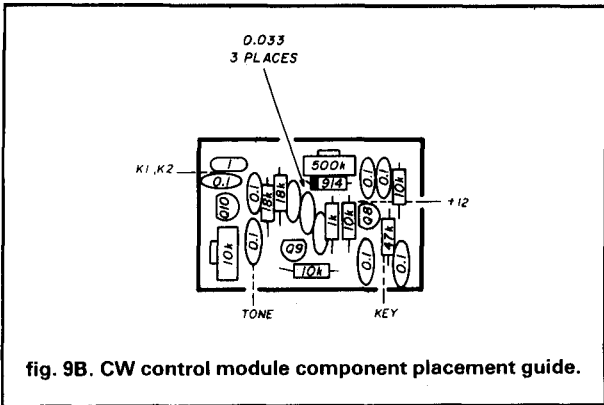 0.033
3 PLACES
K1, K2
1
0.1
500k
914
0.1
0.1
10k
+12
Q10
0.1
18k
18k
1k
10k
Q8
47k
10k
0.1
Q9
10k
0.1
0.1
TONE
KEY
fig. 9B. CW control module component placement guide.